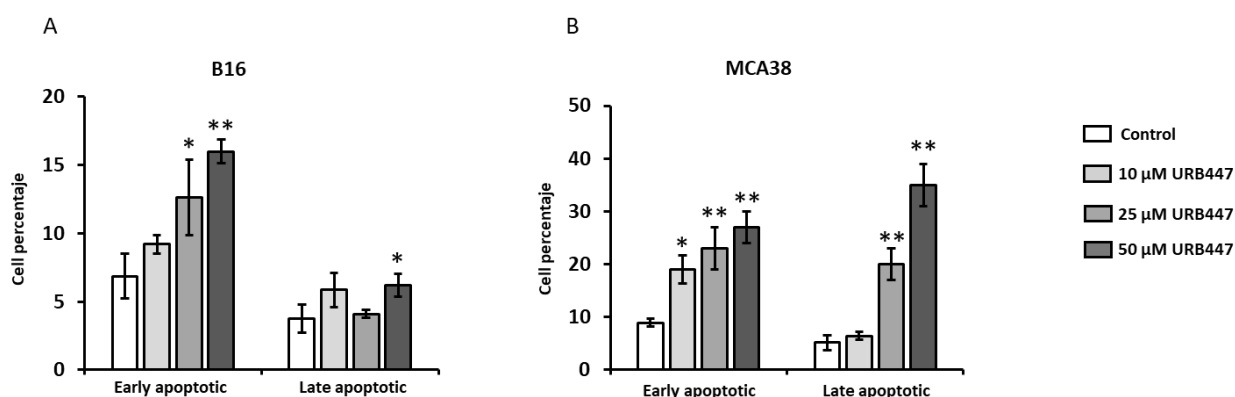 A
B16
20
15
10
5
0
Cell percentaje
*
**
*
Early apoptotic
Late apoptotic
B
MCA38
50
40
30
20
10
0
Cell percentaje
*
**
**
**
**
Early apoptotic
Late apoptotic
Control
10 µM URB447
25 µM URB447
50 µM URB447